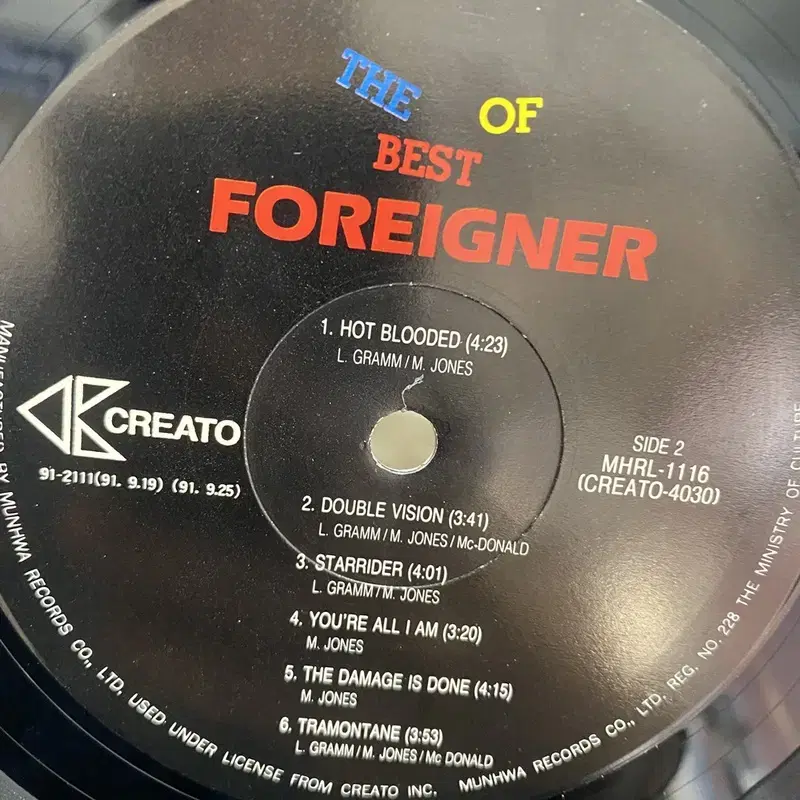 THE BEST OF
FOREIGNER
1. HOT BLOODED (4:23)
L. GRAMM / M. JONES
CREATO
91-2111(91. 9.19) (91. 9.25)
SIDE 2
MHRL-1116
(CREATO-4030)
2. DOUBLE VISION (3:41)
L. GRAMM / M. JONES / Mc-DONALD
3. STARRIDER (4:01)
L. GRAMM / M. JONES
4. YOU'RE ALL I AM (3:20)
M. JONES
5. THE DAMAGE IS DONE (4:15)
M. JONES
6. TRAMONTANE (3:53)
L. GRAMM / M. JONES / Mc DONALD
MANUFACTURED BY MUNHWA RECORDS CO., LTD. USED UNDER LICENSE FROM CREATO INC. MUNHWA RECORDS CO., LTD. REG. NO. 228 THE MINISTRY OF CULTURE